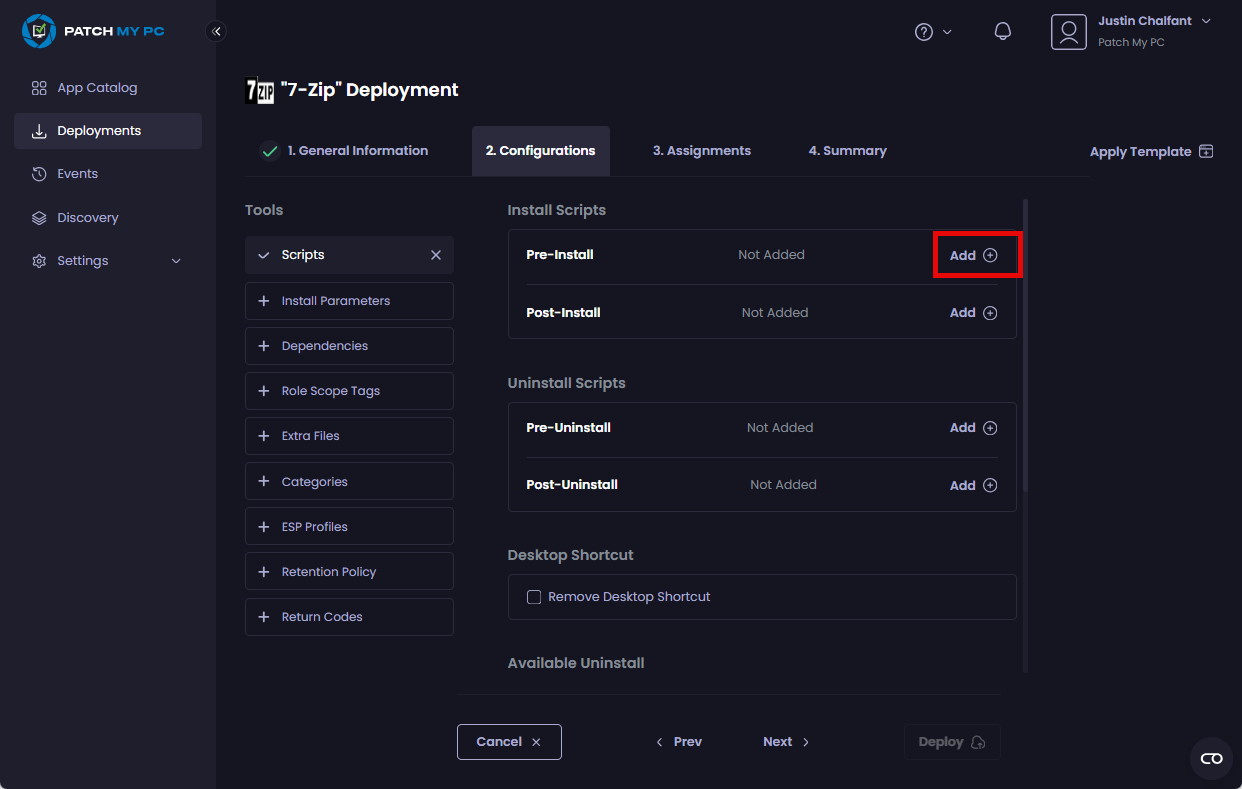 PATCH MY PC
Justin Chalfant
Patch My PC
App Catalog
Deployments
Events
Discovery
Settings
7ZIP "7-Zip" Deployment
1. General Information
2. Configurations
3. Assignments
4. Summary
Apply Template
Tools
Scripts
Install Parameters
Dependencies
Role Scope Tags
Extra Files
Categories
ESP Profiles
Retention Policy
Return Codes
Install Scripts
Pre-Install Not Added Add
Post-Install Not Added Add
Uninstall Scripts
Pre-Uninstall Not Added Add
Post-Uninstall Not Added Add
Desktop Shortcut
Remove Desktop Shortcut
Available Uninstall
Cancel
Prev
Next
Deploy